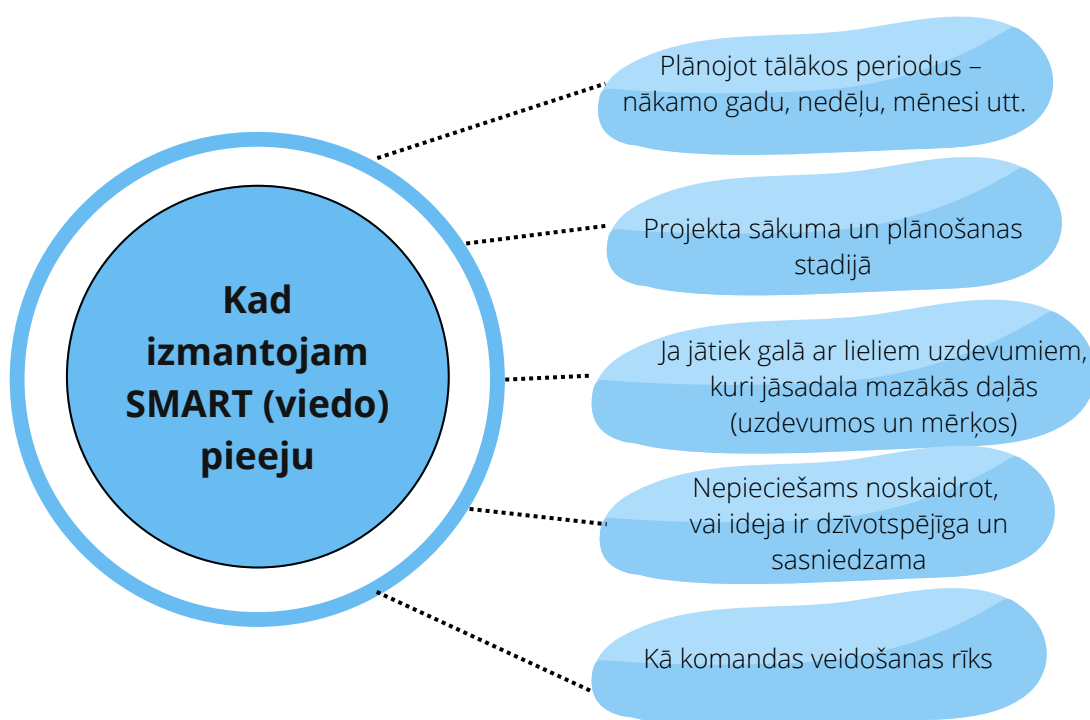 Kad
izmantojam
SMART (viedo)
pieeju
Plānojot tālākos periodus –
nākamo gadu, nedēļu, mēnesi utt.
Projekta sākuma un plānošanas
stadijā
Ja jātiek galā ar lieliem uzdevumiem,
kuri jāsadala mazākās daļās
(uzdevumos un mērķos)
Nepieciešams noskaidrot,
vai ideja ir dzīvotspējīga un
sasniedzama
Kā komandas veidošanas rīks